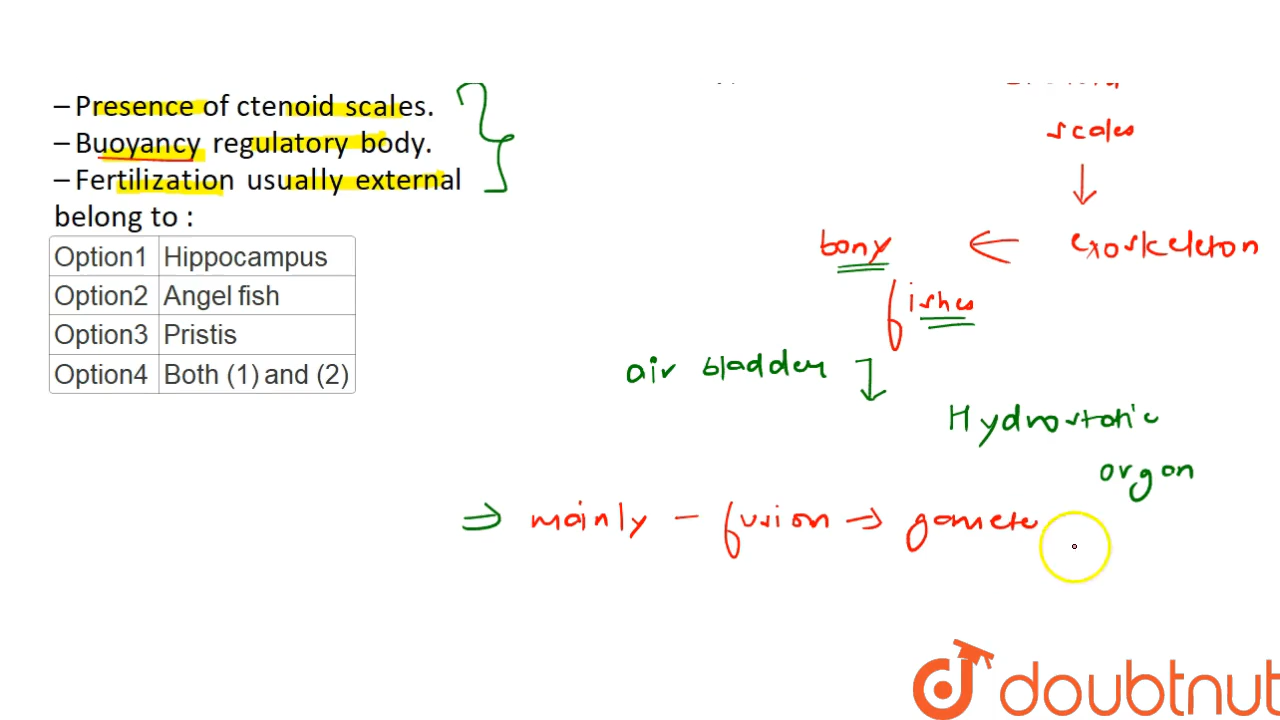 – Presence of ctenoid scales.
– Buoyancy regulatory body.
– Fertilization usually external
belong to :
Option1 Hippocampus
Option2 Angel fish
Option3 Pristis
Option4 Both (1) and (2)
scales
bony ← exoskeleton
fishes
air bladder
Hydrostatic
organ
⇒ mainly – fusion → gamete
doubtnut